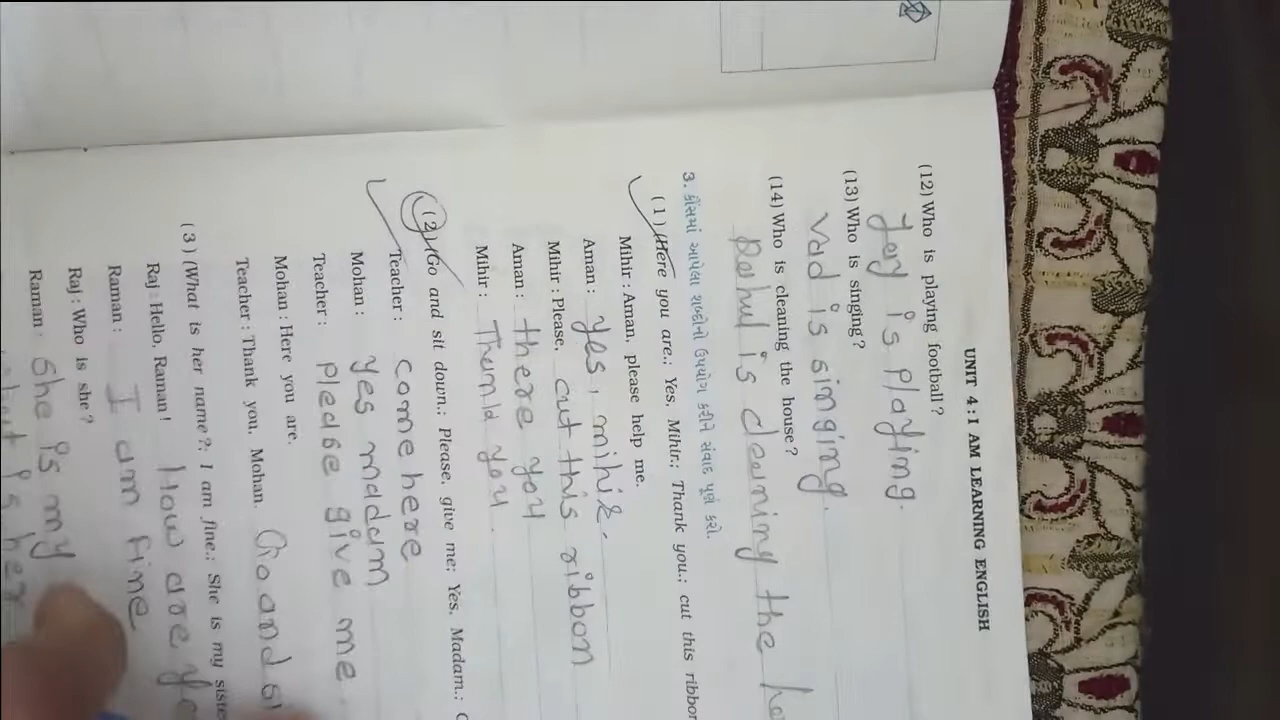 UNIT 4 : I AM LEARNING ENGLISH
(12) Who is playing football?
Jay is playing.
(13) Who is singing?
is singing.
(14) Who is cleaning the house?
is cleaning the
3. કૌંસમાં આપેલા શબ્દોનો ઉપયોગ કરીને સંવાદ પૂર્ણ કરો.
(1) (Here you are.; Yes, Mihir.; Thank you.; cut this ribbon
Mihir : Aman, please help me.
Aman : Yes, mihir
Mihir : Please, cut this ribbon
Aman : there you
Mihir : you.
(2) (Go and sit down.; Please, give me; Yes, Madam.;
Teacher : come here
Mohan : yes madam
Teacher : please give me
Mohan : Here you are.
Teacher : Thank you, Mohan. Go and
(3) (What is her name?; I am fine.; She is my siste
Raj : Hello, Raman! How are
Raman : I am fine
Raj : Who is she?
Raman : She is my
is her